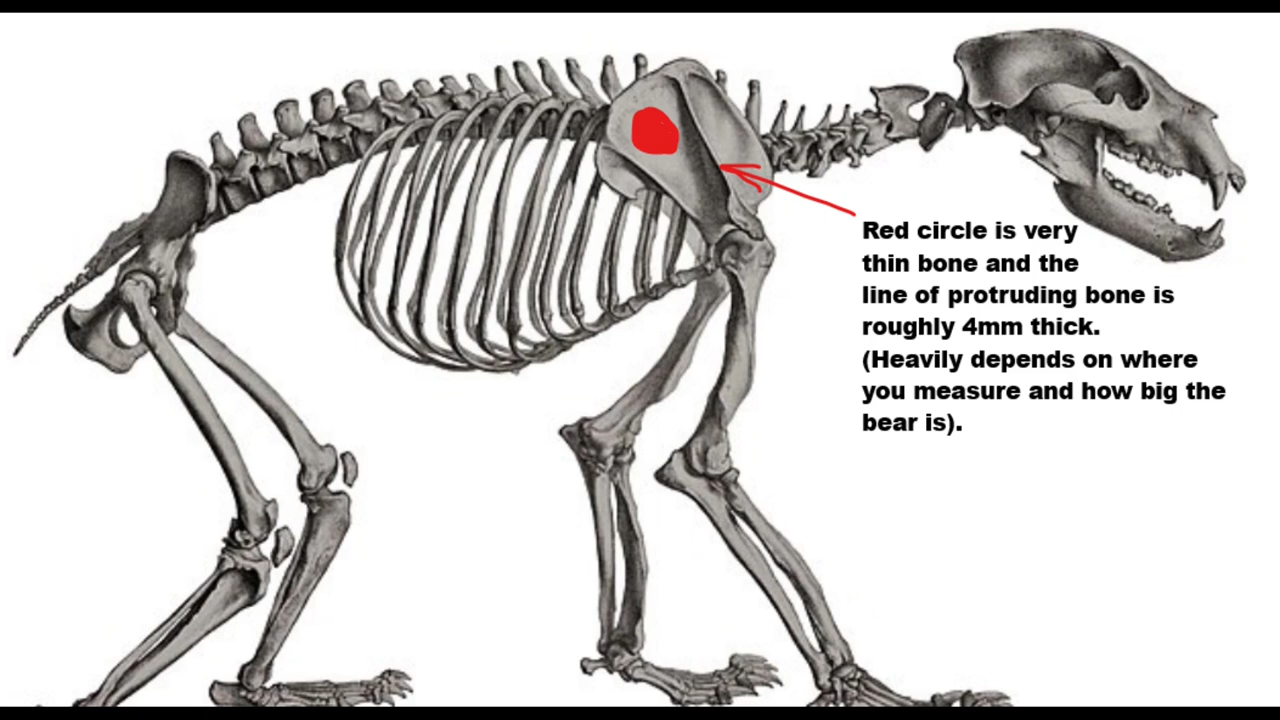 Red circle is very
thin bone and the
line of protruding bone is
roughly 4mm thick.
(Heavily depends on where
you measure and how big the
bear is).